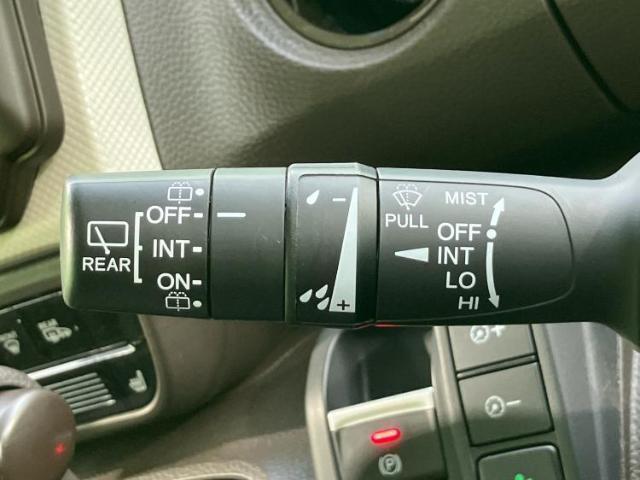 REAR
OFF
INT
ON
−
+
PULL
MIST
OFF
INT
LO
HI
+
−
P